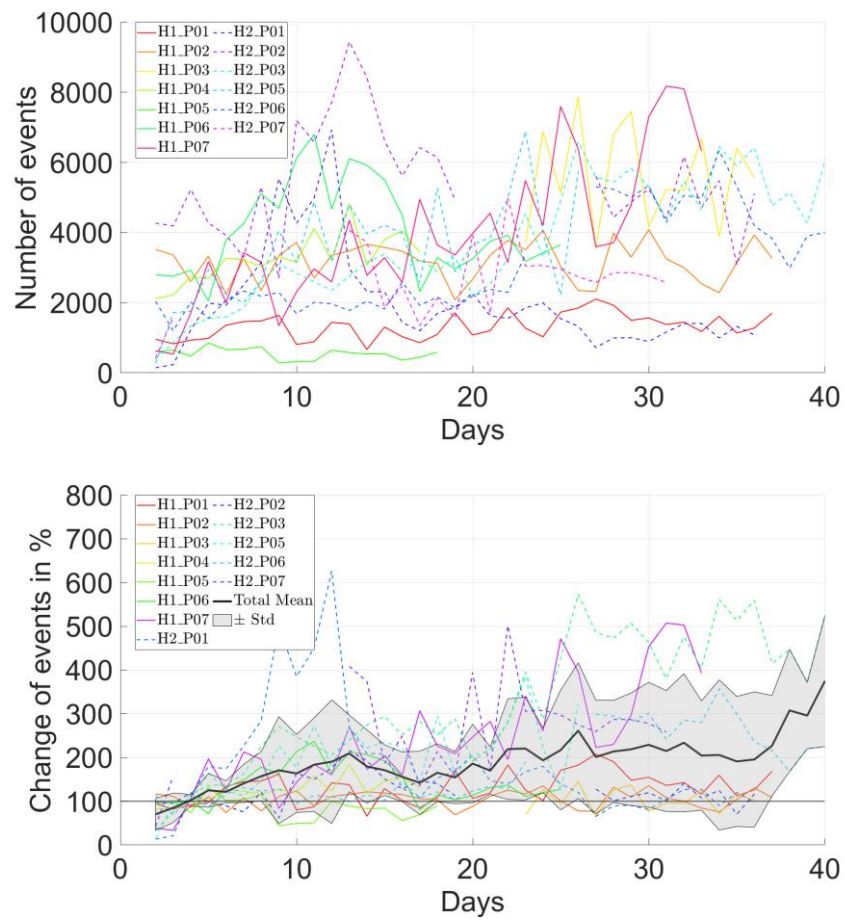 10000
8000
6000
4000
2000
0
Number of events
H1_P01 H2_P01
H1_P02 H2_P02
H1_P03 H2_P03
H1_P04 H2_P05
H1_P05 H2_P06
H1_P06 H2_P07
H1_P07
0 10 20 30 40
Days
800
700
600
500
400
300
200
100
0
Change of events in %
H1_P01 H2_P02
H1_P02 H2_P03
H1_P03 H2_P05
H1_P04 H2_P06
H1_P05 H2_P07
H1_P06 Total Mean
H1_P07 ± Std
H2_P01
0 10 20 30 40
Days